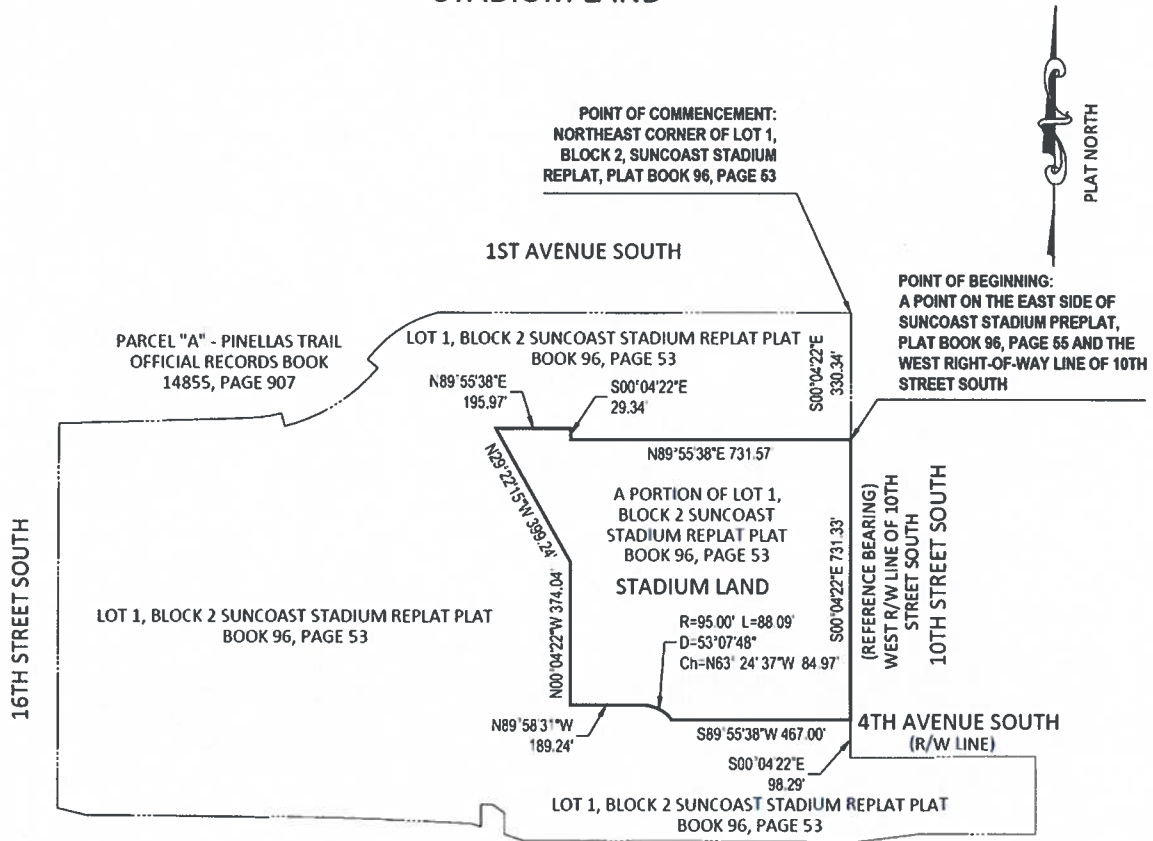 STADIUM LAND
POINT OF COMMENCEMENT:
NORTHEAST CORNER OF LOT 1,
BLOCK 2, SUNCOAST STADIUM
REPLAT, PLAT BOOK 96, PAGE 53
PLAT NORTH
1ST AVENUE SOUTH
POINT OF BEGINNING:
A POINT ON THE EAST SIDE OF
SUNCOAST STADIUM PREPLAT,
PLAT BOOK 96, PAGE 55 AND THE
WEST RIGHT-OF-WAY LINE OF 10TH
STREET SOUTH
PARCEL "A" - PINELLAS TRAIL
OFFICIAL RECORDS BOOK
14855, PAGE 907
LOT 1, BLOCK 2 SUNCOAST STADIUM REPLAT PLAT
BOOK 96, PAGE 53
S00°04'22"E
330.34'
N89°55'38"E
195.97'
S00°04'22"E
29.34'
N89°55'38"E 731.57'
N29°22'15"W 399.24'
A PORTION OF LOT 1,
BLOCK 2 SUNCOAST
STADIUM REPLAT PLAT
BOOK 96, PAGE 53
STADIUM LAND
S00°04'22"E 731.33'
(REFERENCE BEARING)
WEST R/W LINE OF 10TH
STREET SOUTH
10TH STREET SOUTH
16TH STREET SOUTH
LOT 1, BLOCK 2 SUNCOAST STADIUM REPLAT PLAT
BOOK 96, PAGE 53
N00°04'22"W 374.04'
R=95.00' L=88.09'
D=53°07'48"
Ch=N63° 24' 37"W 84.97'
N89°58'31"W
189.24'
S89°55'38"W 467.00'
4TH AVENUE SOUTH
(R/W LINE)
S00°04'22"E
98.29'
LOT 1, BLOCK 2 SUNCOAST STADIUM REPLAT PLAT
BOOK 96, PAGE 53